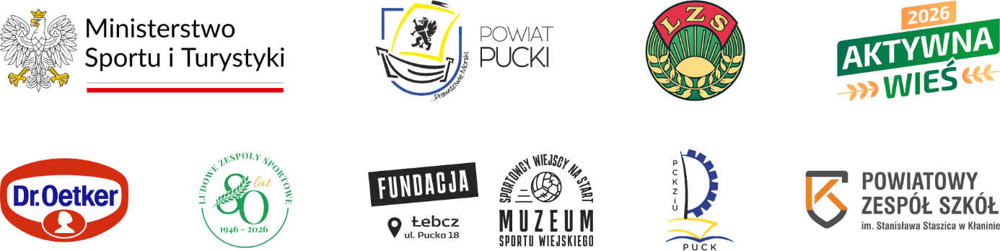 Ministerstwo
Sportu i Turystyki
...Prawdziwie Morski
POWIAT
PUCKI
LZS
2026
AKTYWNA
WIEŚ
Dr.Oetker
LUDOWE ZESPOŁY SPORTOWE
80 lat
1946 - 2026
FUNDACJA
Łebcz
ul. Pucka 18
SPORTOWCY WIEJSCY NA START
MUZEUM
SPORTU WIEJSKIEGO
PCKZiU
PUCK
POWIATOWY
ZESPÓŁ SZKÓŁ
im. Stanisława Staszica w Kłaninie